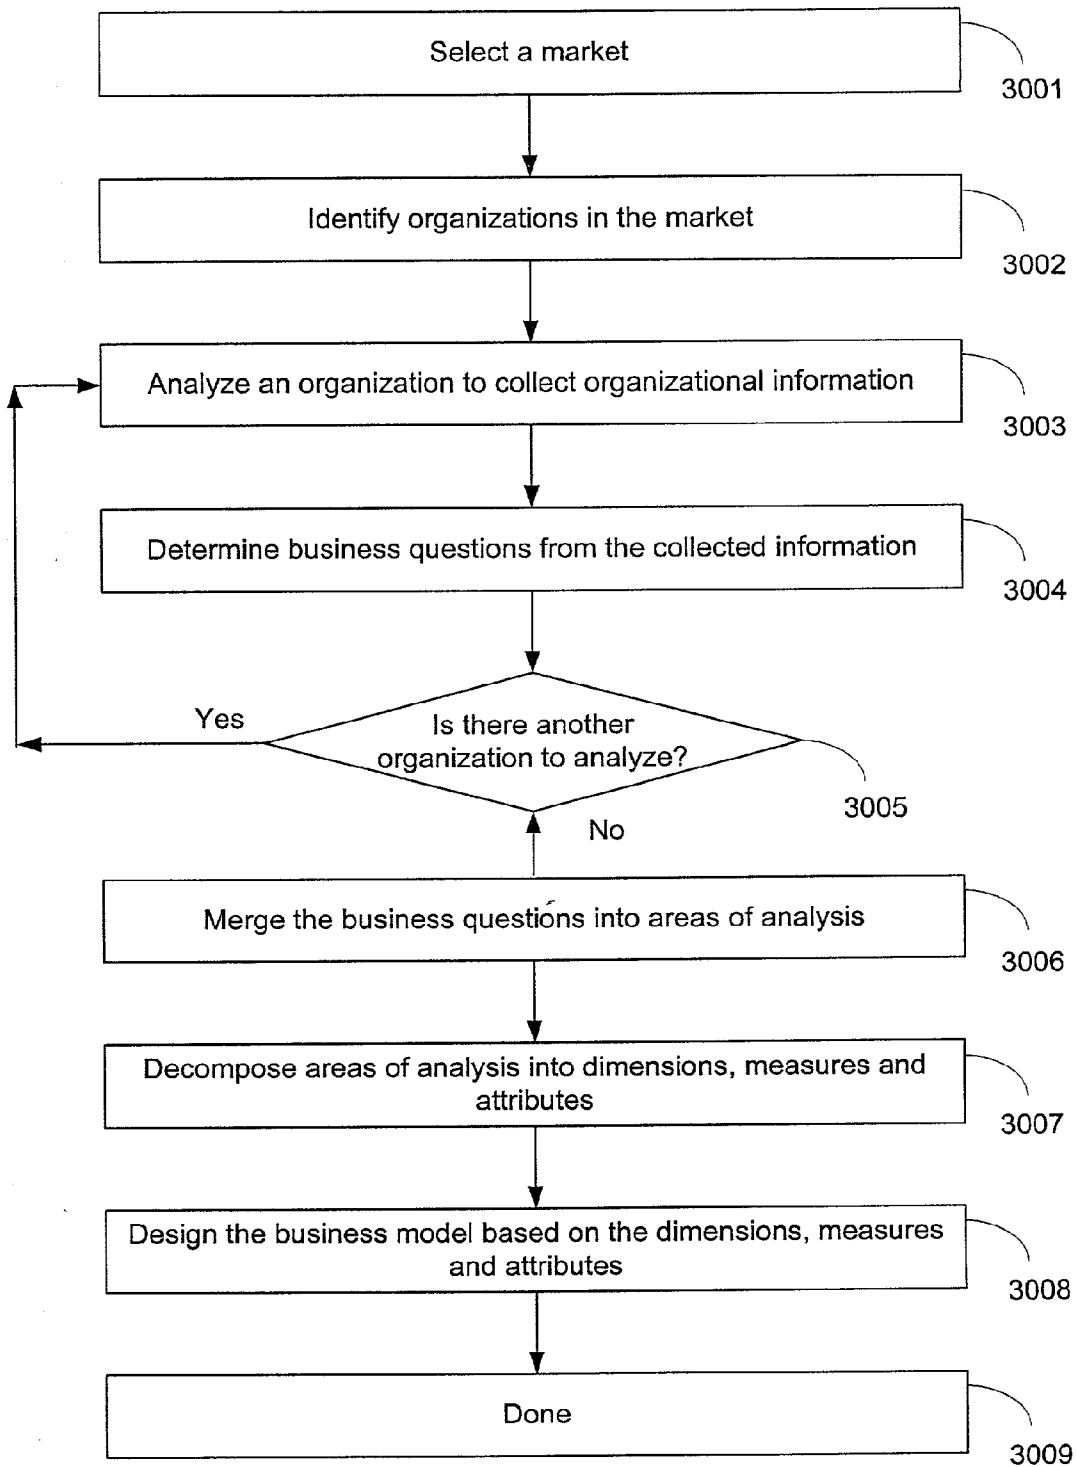 Select a market
3001
Identify organizations in the market
3002
Analyze an organization to collect organizational information
3003
Determine business questions from the collected information
3004
Yes
Is there another
organization to analyze?
3005
No
Merge the business questions into areas of analysis
3006
Decompose areas of analysis into dimensions, measures and
attributes
3007
Design the business model based on the dimensions, measures
and attributes
3008
Done
3009